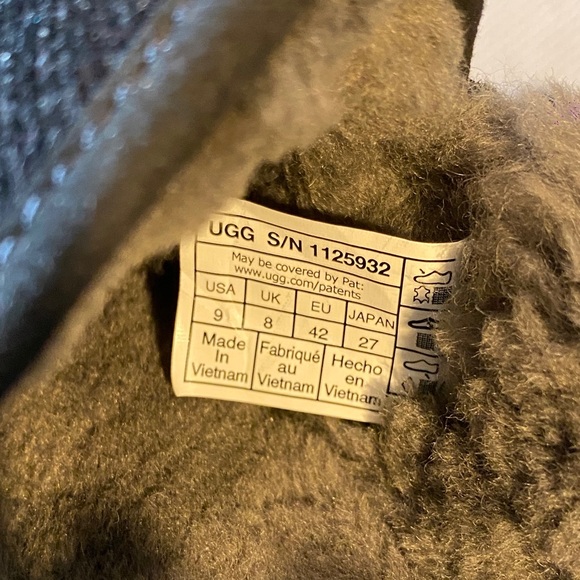 UGG S/N 1125932
May be covered by Pat:
www.ugg.com/patents
USA UK EU JAPAN
9 8 42 27
Made Fabriqué Hecho
In au en
Vietnam Vietnam Vietnam